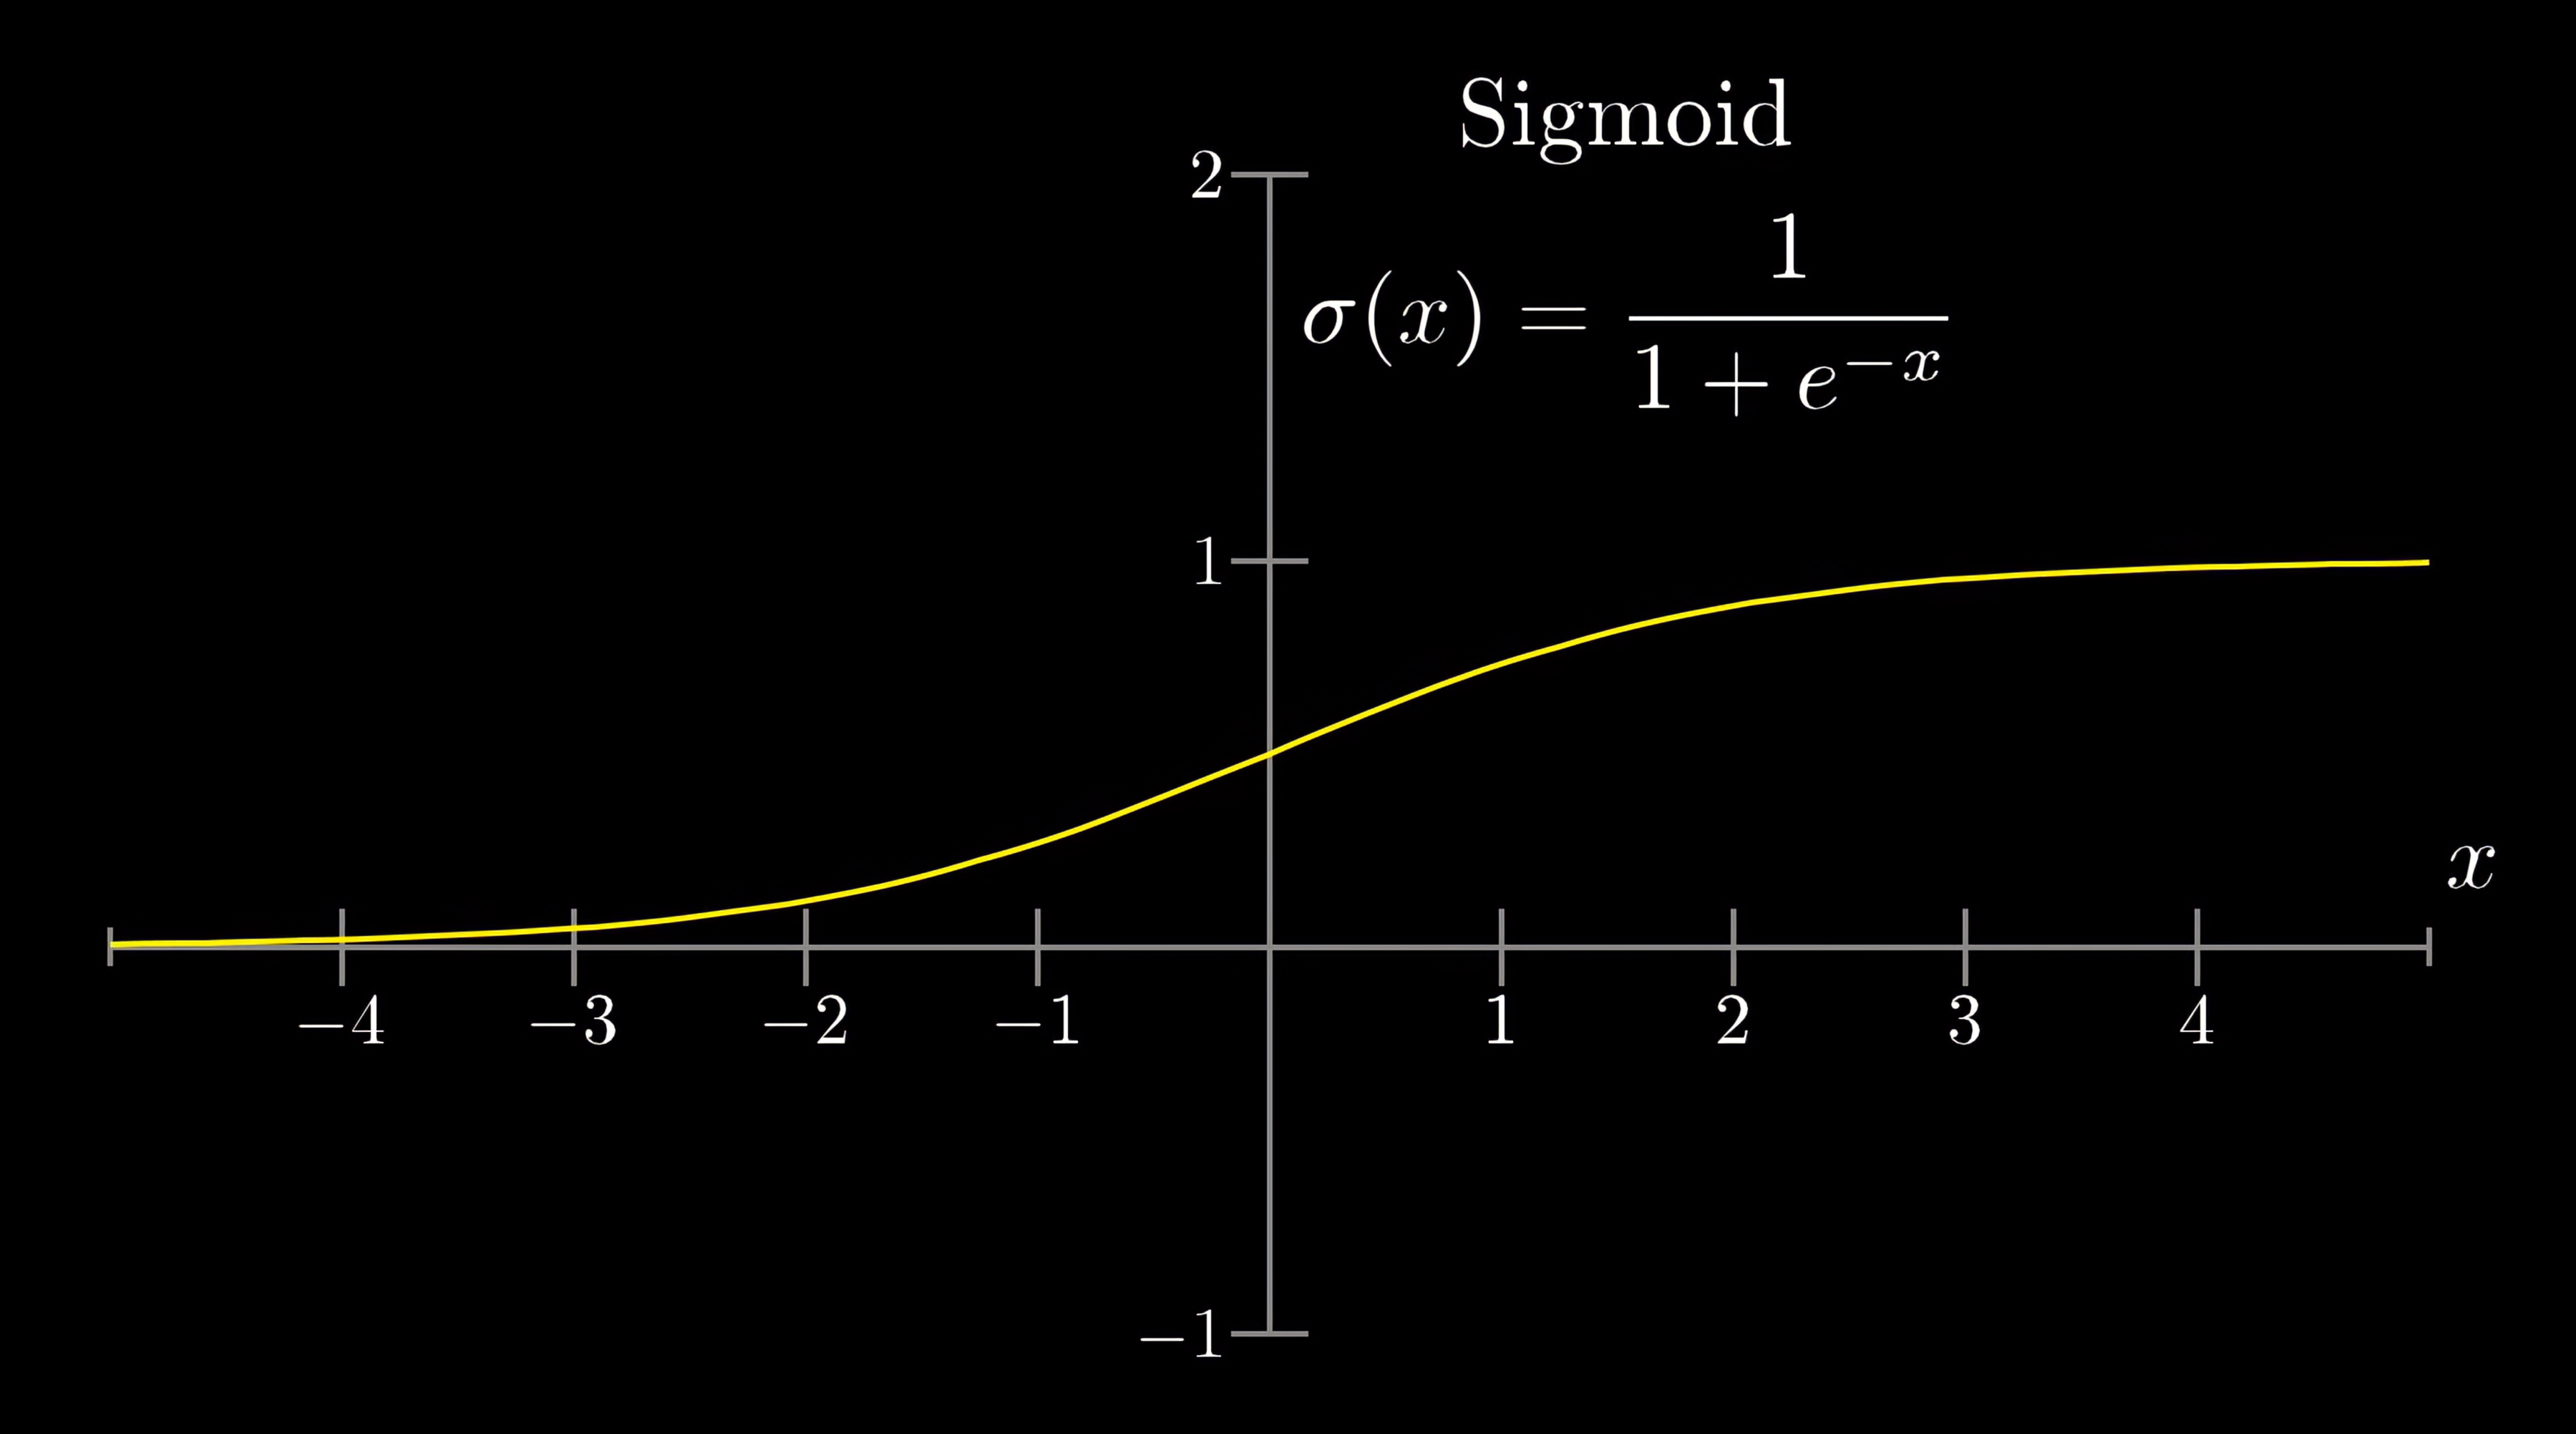 Sigmoid
2
σ(x) = 1 / (1 + e^{-x})
1
x
−4 −3 −2 −1 1 2 3 4
−1